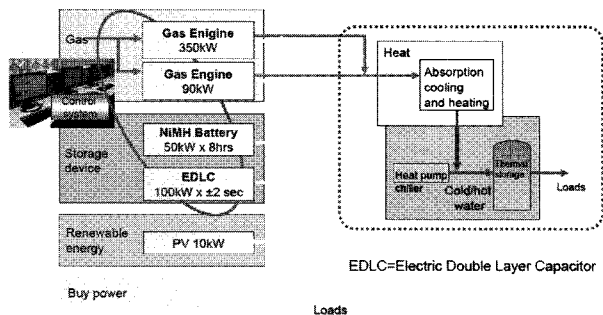 Gas
Gas Enigine
350kW
Gas Engine
90kW
Control
system
Storage
device
NiMH Battery
50kW x 8hrs
EDLC
100kW x ±2 sec
Renewable
energy
PV 10kW
Buy power
Heat
Absorption
cooling
and heating
Heat pump
chiller
Cold/hot
water
Thermal
storage
Loads
EDLC=Electric Double Layer Capacitor
Loads